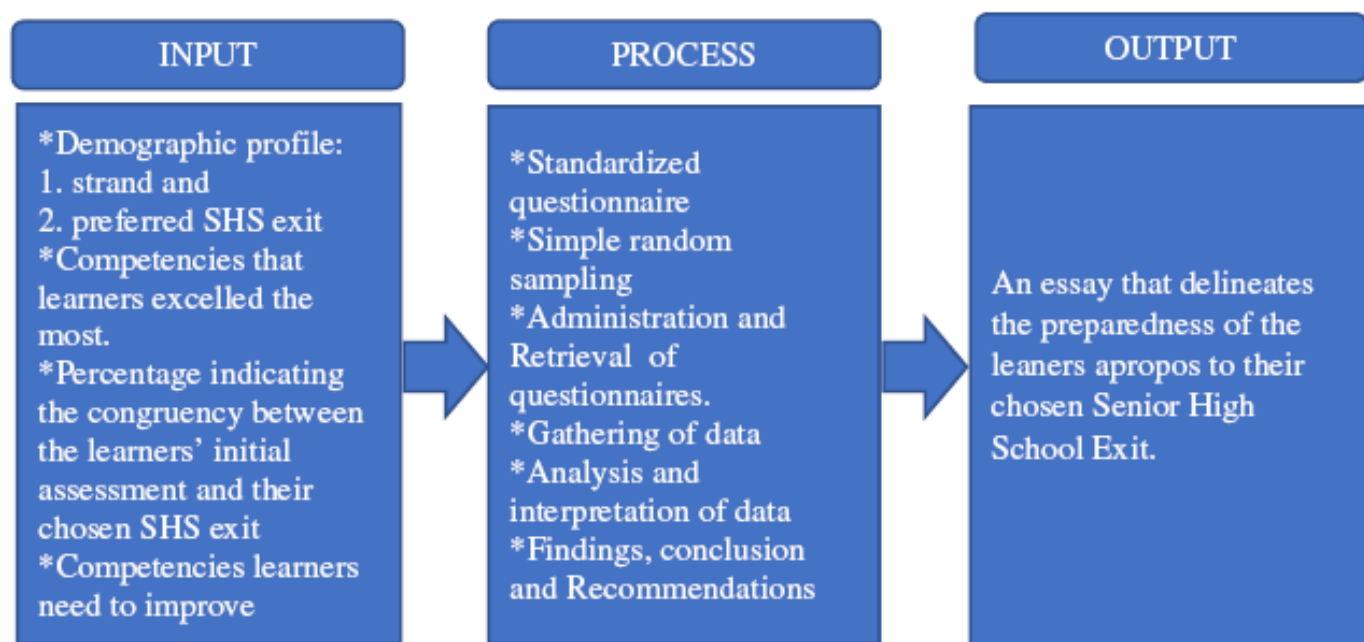 INPUT
*Demographic profile:
1. strand and
2. preferred SHS exit
*Competencies that
learners excelled the
most.
*Percentage indicating
the congruency between
the learners’ initial
assessment and their
chosen SHS exit
*Competencies learners
need to improve
PROCESS
*Standardized
questionnaire
*Simple random
sampling
*Administration and
Retrieval of
questionnaires.
*Gathering of data
*Analysis and
interpretation of data
*Findings, conclusion
and Recommendations
OUTPUT
An essay that delineates
the preparedness of the
leaners apropos to their
chosen Senior High
School Exit.